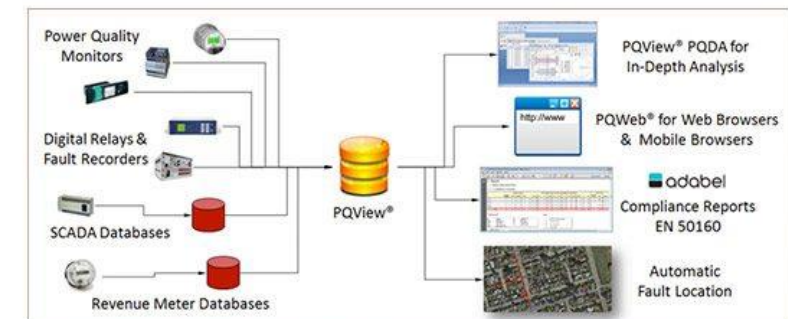 Power Quality
Monitors
Digital Relays &
Fault Recorders
SCADA Databases
Revenue Meter Databases
PQView®
PQView® PQDA for
In-Depth Analysis
http://www
PQWeb® for Web Browsers
& Mobile Browsers
adabel
Compliance Reports
EN 50160
Automatic
Fault Location